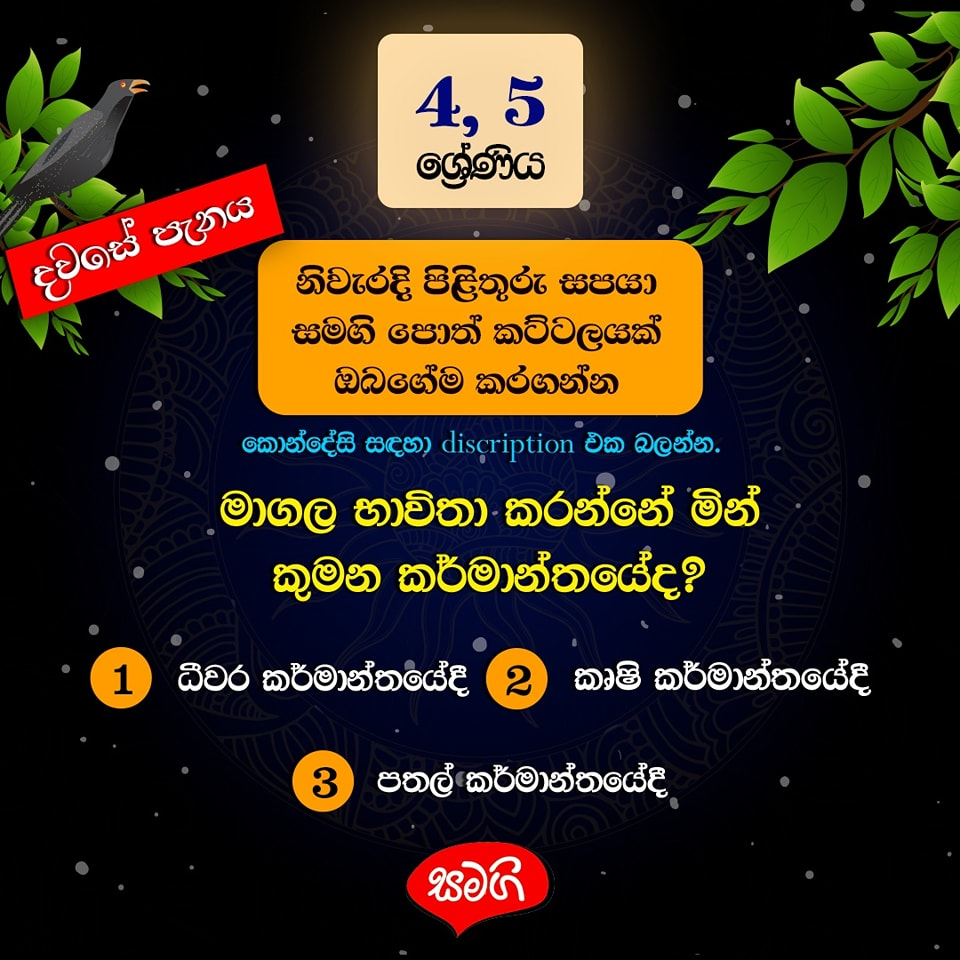 4, 5
ශ්‍රේණිය
දවසේ පැනය
නිවැරදි පිළිතුරු සපයා
සමගි පොත් කට්ටලයක්
ඔබගේම කරගන්න
කොන්දේසි සඳහා discription එක බලන්න.
මාගල භාවිතා කරන්නේ මින්
කුමන කර්මාන්තයේද?
1 ධීවර කර්මාන්තයේදී 2 කෘෂි කර්මාන්තයේදී
3 පතල් කර්මාන්තයේදී
සමගි